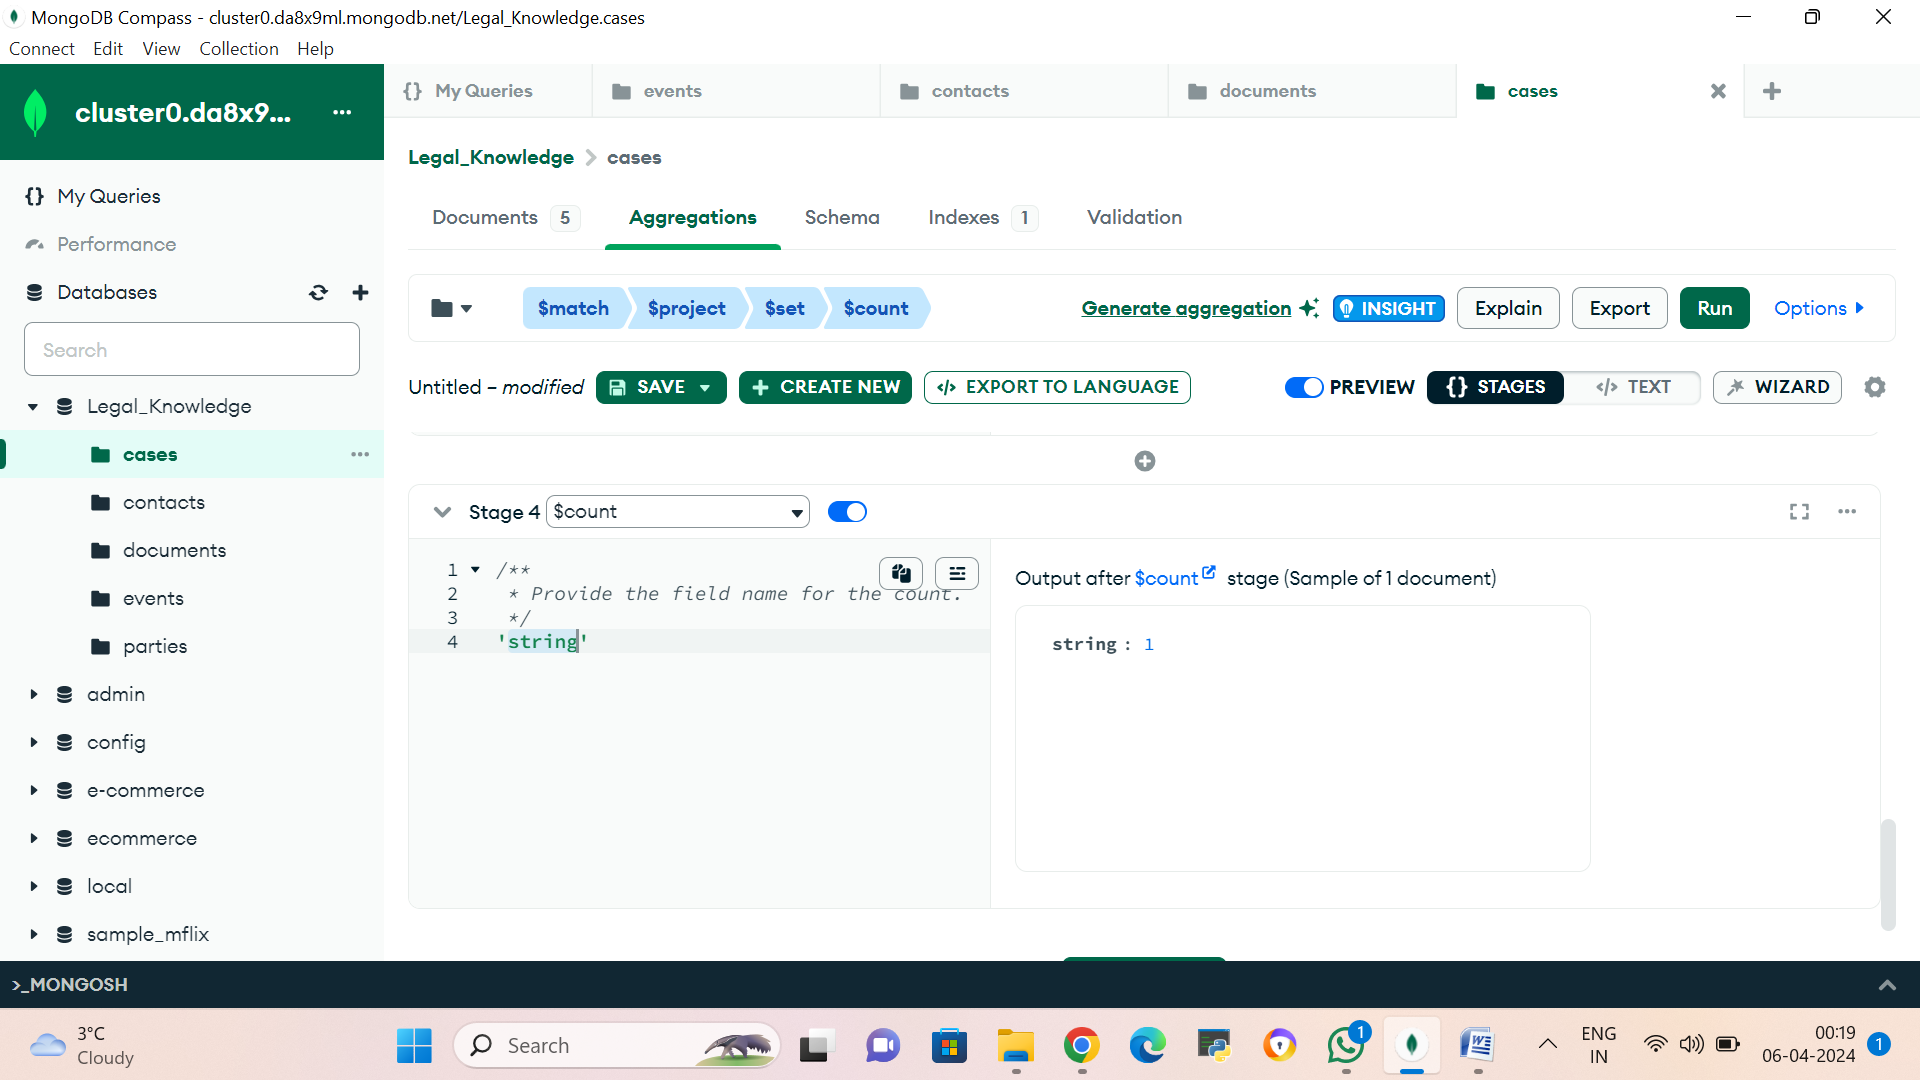 MongoDB Compass - cluster0.da8x9ml.mongodb.net/Legal_Knowledge.cases
Connect Edit View Collection Help
cluster0.da8x9... ...
{} My Queries
Performance
Databases
Search
Legal_Knowledge
cases ...
contacts
documents
events
parties
admin
config
e-commerce
ecommerce
local
sample_mflix
{} My Queries events contacts documents cases
Legal_Knowledge > cases
Documents 5 Aggregations Schema Indexes 1 Validation
$match $project $set $count Generate aggregation INSIGHT Explain Export Run Options
Untitled – modified SAVE + CREATE NEW </> EXPORT TO LANGUAGE PREVIEW {} STAGES </> TEXT WIZARD
Stage 4 $count ...
1 /**
2 * Provide the field name for the count.
3 */
4 'string'
Output after $count stage (Sample of 1 document)
string : 1
>_MONGOSH
3°C
Cloudy
Search
1
ENG
IN
00:19
06-04-2024
1